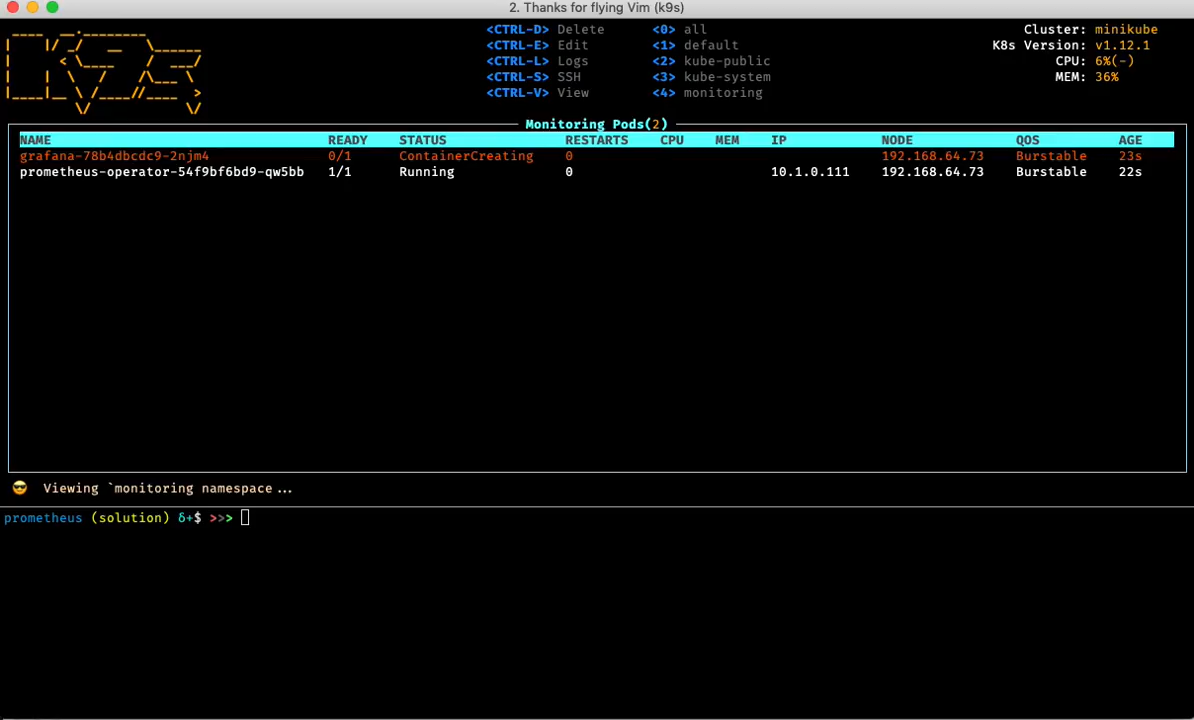 2. Thanks for flying Vim (k9s)
<CTRL-D> Delete <0> all Cluster: minikube
<CTRL-E> Edit <1> default K8s Version: v1.12.1
<CTRL-L> Logs <2> kube-public CPU: 6%(-)
<CTRL-S> SSH <3> kube-system MEM: 36%
<CTRL-V> View <4> monitoring
Monitoring Pods(2)
NAME READY STATUS RESTARTS CPU MEM IP NODE QOS AGE
grafana-78b4dbcdc9-2njm4 0/1 ContainerCreating 0 192.168.64.73 Burstable 23s
prometheus-operator-54f9bf6bd9-qw5bb 1/1 Running 0 10.1.0.111 192.168.64.73 Burstable 22s
😎 Viewing `monitoring namespace...
prometheus (solution) δ+$ >>>